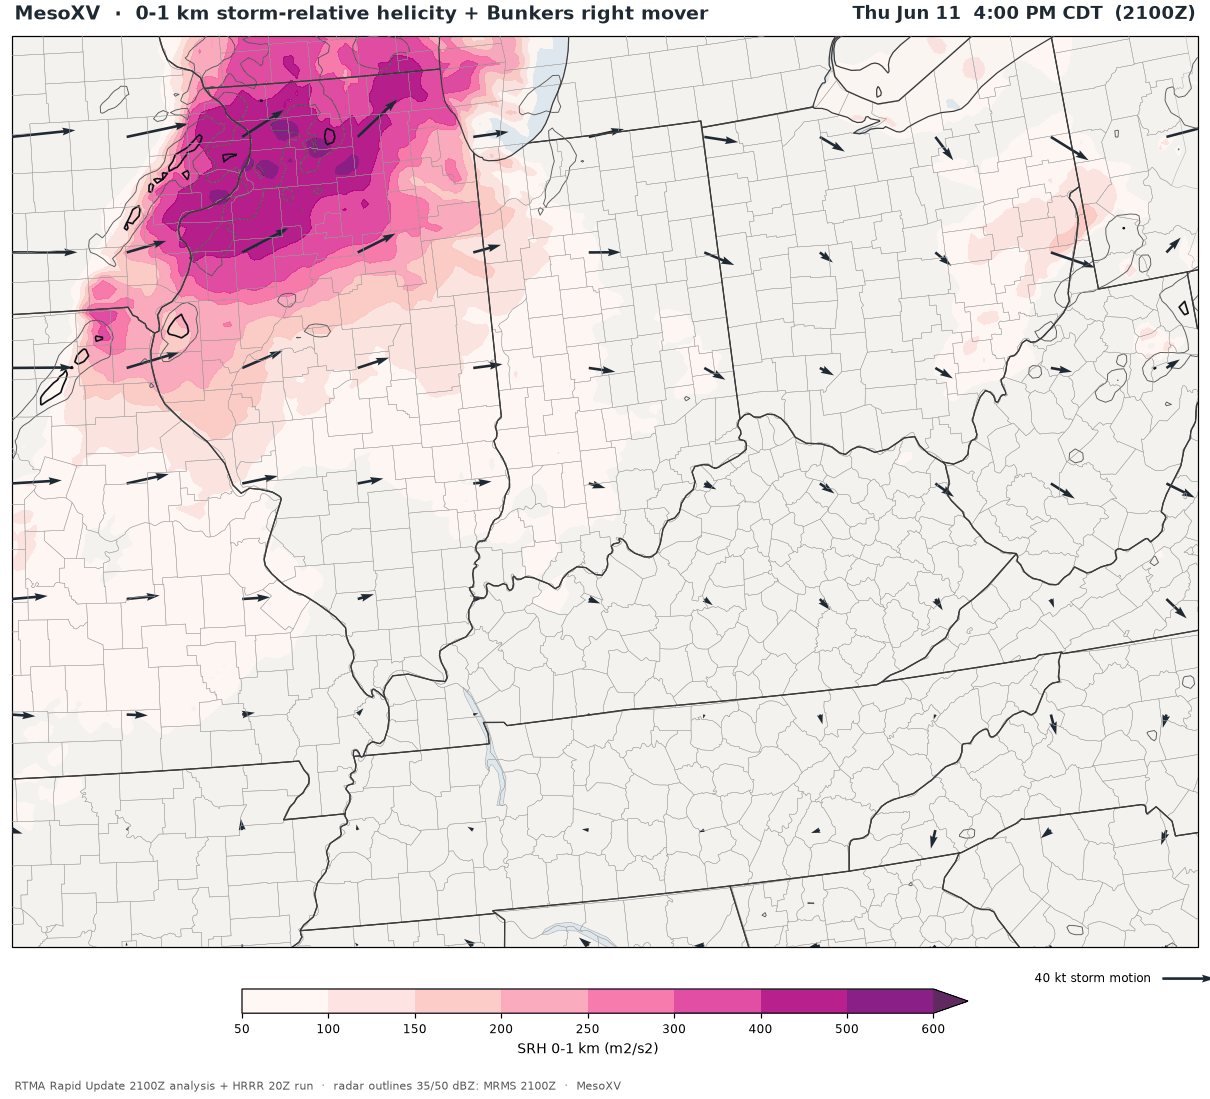 MesoXV · 0-1 km storm-relative helicity + Bunkers right mover
Thu Jun 11 4:00 PM CDT (2100Z)
40 kt storm motion
50 100 150 200 250 300 400 500 600
SRH 0-1 km (m2/s2)
RTMA Rapid Update 2100Z analysis + HRRR 20Z run · radar outlines 35/50 dBZ: MRMS 2100Z · MesoXV